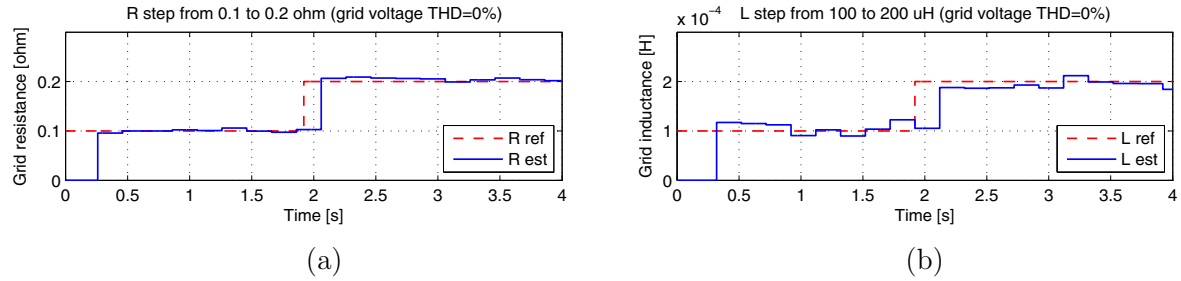 R step from 0.1 to 0.2 ohm (grid voltage THD=0%)
Grid resistance [ohm]
0.2
0.1
0
R ref
R est
0 0.5 1 1.5 2 2.5 3 3.5 4
Time [s]
(a)
L step from 100 to 200 uH (grid voltage THD=0%)
x 10⁻⁴
Grid inductance [H]
2
1
0
L ref
L est
0 0.5 1 1.5 2 2.5 3 3.5 4
Time [s]
(b)